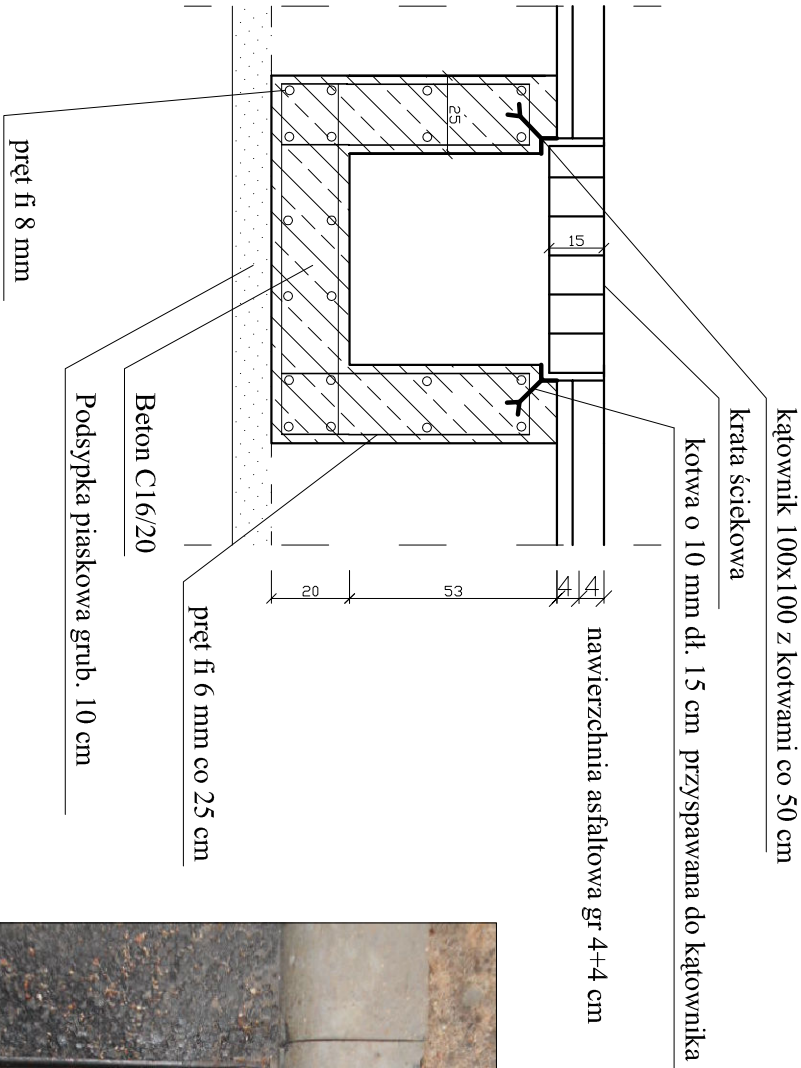 kątownik 100x100 z kotwami co 50 cm
krata ściekowa
kotwa o 10 mm dł. 15 cm przyspawana do kątownika
nawierzchnia asfaltowa gr 4+4 cm
4
4
53
20
15
25
pręt fi 6 mm co 25 cm
Beton C16/20
Podsypka piaskowa grub. 10 cm
pręt fi 8 mm